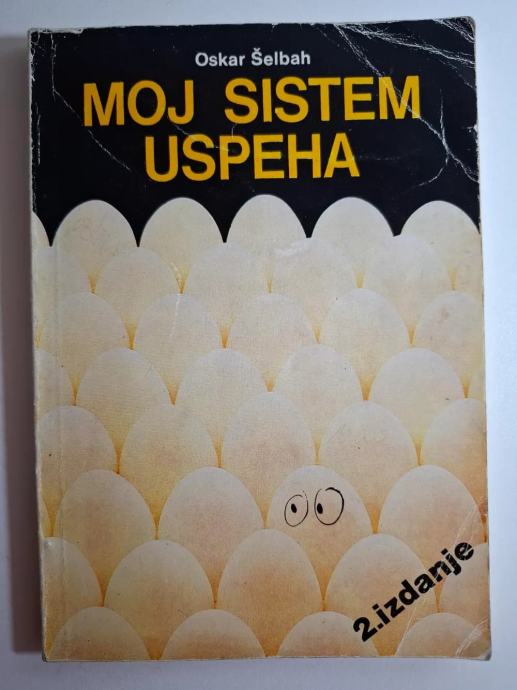 Oskar Šelbah
MOJ SISTEM
USPEHA
2.izdanje